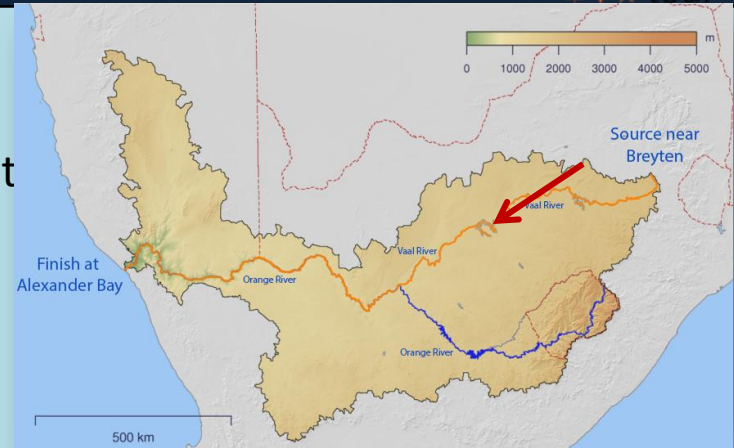 m
0 1000 2000 3000 4000 5000
Source near
Breyten
t
Vaal River
Vaal River
Finish at
Alexander Bay
Orange River
Orange River
500 km